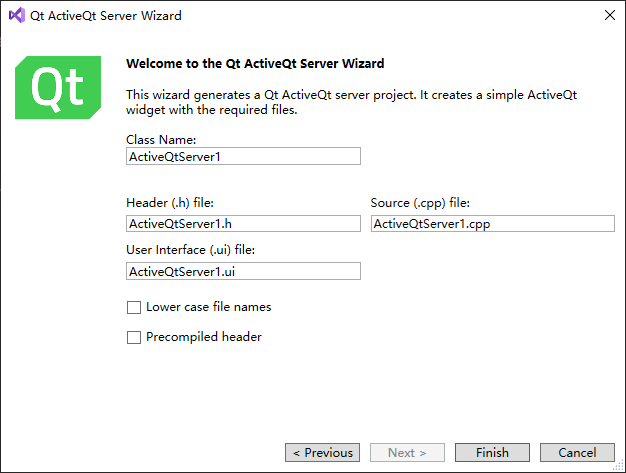 Qt ActiveQt Server Wizard
Qt
Welcome to the Qt ActiveQt Server Wizard
This wizard generates a Qt ActiveQt server project. It creates a simple ActiveQt
widget with the required files.
Class Name:
ActiveQtServer1
Header (.h) file:
Source (.cpp) file:
ActiveQtServer1.h
ActiveQtServer1.cpp
User Interface (.ui) file:
ActiveQtServer1.ui
Lower case file names
Precompiled header
< Previous
Next >
Finish
Cancel